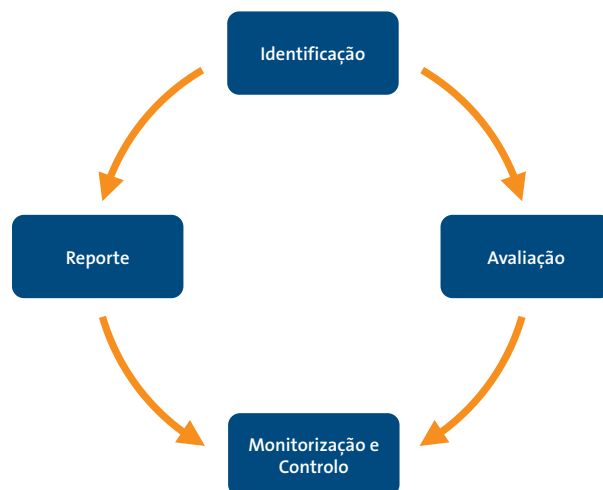 Identificação
Reporte
Avaliação
Monitorização e
Controlo